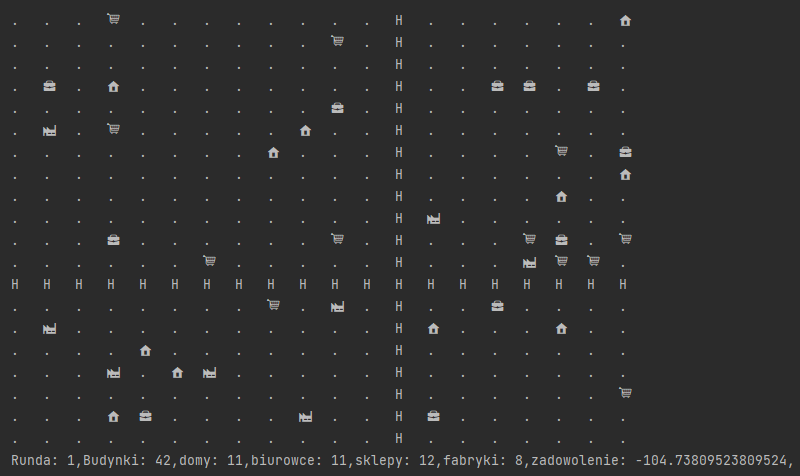 . . . 🛒 . . . . . . . . H . . . . . . 🏠
. . . . . . . . . . 🛒 . H . . . . . . .
. . . . . . . . . . . . H . . . . . . .
. 💼 . 🏠 . . . . . . . . H . . 💼 💼 . 💼 .
. . . . . . . . . . 💼 . H . . . . . . .
. 🏭 . 🛒 . . . . . 🏠 . . H . . . . . . .
. . . . . . . . 🏠 . . . H . . . . 🛒 . 💼
. . . . . . . . . . . . H . . . . . . 🏠
. . . . . . . . . . . . H . . . . 🏠 . .
. . . . . . . . . . . . H 🏭 . . . . . .
. . . 💼 . . . . . . 🛒 . H . . . 🛒 💼 . 🛒
. . . . . . 🛒 . . . . . H . . . 🏭 🛒 🛒 .
H H H H H H H H H H H H H H H H H H H H
. . . . . . . . 🛒 . 🏭 . H . . 💼 . . . .
. 🏭 . . . . . . . . . . H 🏠 . . . 🏠 . .
. . . . 🏠 . . . . . . . H . . . . . . .
. . . 🏭 . 🏠 🏭 . . . . . H . . . . . . .
. . . . . . . . . . . . H . . . . . . 🛒
. . . 🏠 💼 . . . . 🏭 . . H 💼 . . . . . .
. . . . . . . . . . . . H . . . . . . .
Runda: 1,Budynki: 42,domy: 11,biurowce: 11,sklepy: 12,fabryki: 8,zadowolenie: -104.73809523809524,